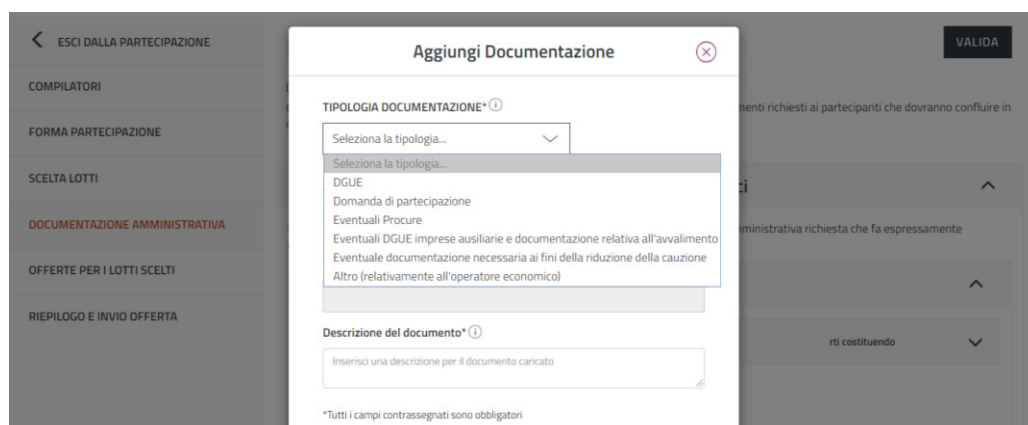 ESCI DALLA PARTECIPAZIONE
VALIDA
COMPILATORI
FORMA PARTECIPAZIONE
SCELTA LOTTI
DOCUMENTAZIONE AMMINISTRATIVA
OFFERTE PER I LOTTI SCELTI
RIEPILOGO E INVIO OFFERTA
Aggiungi Documentazione
TIPOLOGIA DOCUMENTAZIONE*
Seleziona la tipologia...
Seleziona la tipologia...
DGUE
Domanda di partecipazione
Eventuali Procure
Eventuali DGUE imprese ausiliarie e documentazione relativa all'avvalimento
Eventuale documentazione necessaria ai fini della riduzione della cauzione
Altro (relativamente all'operatore economico)
Descrizione del documento*
Inserisci una descrizione per il documento caricato
*Tutti i campi contrassegnati sono obbligatori
menti richiesti ai partecipanti che dovranno confluire in
ci
mministrativa richiesta che fa espressamente
rti costituendo